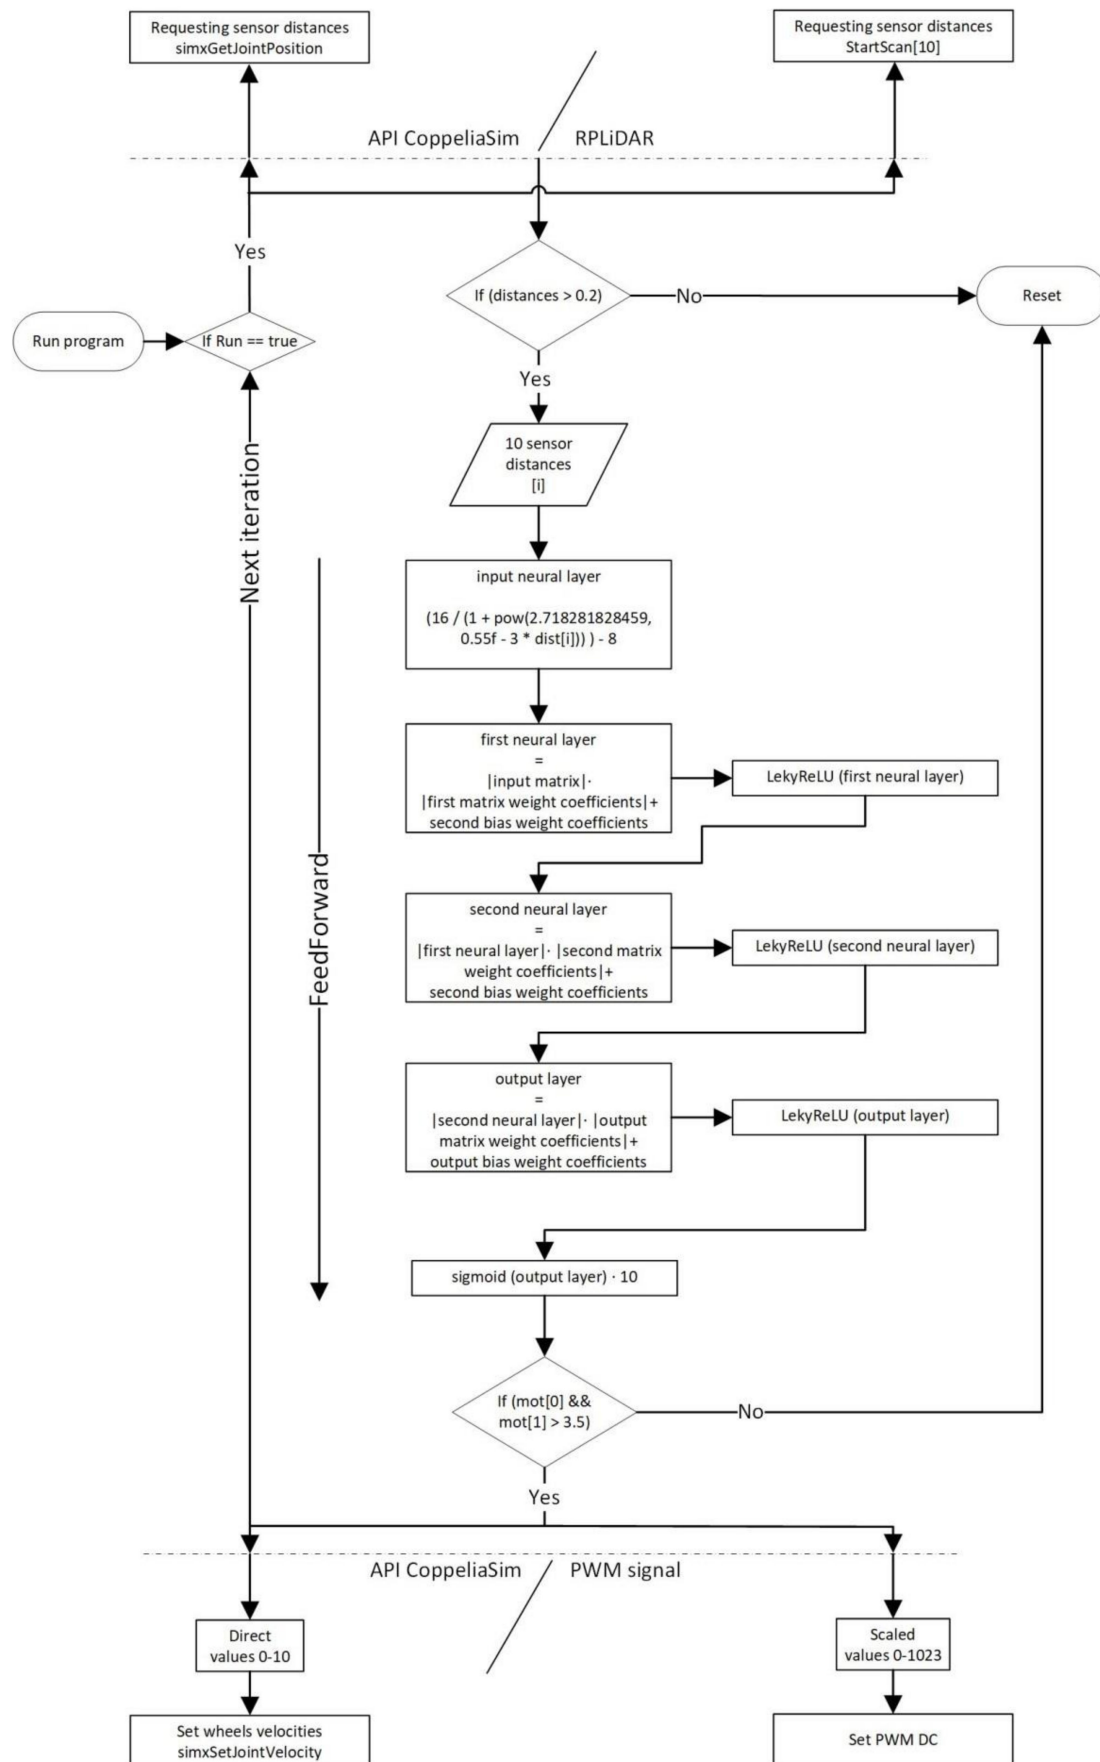 Requesting sensor distances
simxGetJointPosition
Requesting sensor distances
StartScan[10]
API CoppeliaSim
RPLiDAR
Yes
If (distances > 0.2)
No
Reset
Run program
If Run == true
Yes
10 sensor
distances
[i]
Next iteration
input neural layer
(16 / (1 + pow(2.718281828459,
0.55f - 3 * dist[i])) ) - 8
first neural layer
=
|input matrix|·
|first matrix weight coefficients|+
second bias weight coefficients
LekyReLU (first neural layer)
FeedForward
second neural layer
=
|first neural layer|· |second matrix
weight coefficients|+
second bias weight coefficients
LekyReLU (second neural layer)
output layer
=
|second neural layer|· |output
matrix weight coefficients|+
output bias weight coefficients
LekyReLU (output layer)
sigmoid (output layer) · 10
If (mot[0] &&
mot[1] > 3.5)
No
Yes
API CoppeliaSim
PWM signal
Direct
values 0-10
Scaled
values 0-1023
Set wheels velocities
simxSetJointVelocity
Set PWM DC